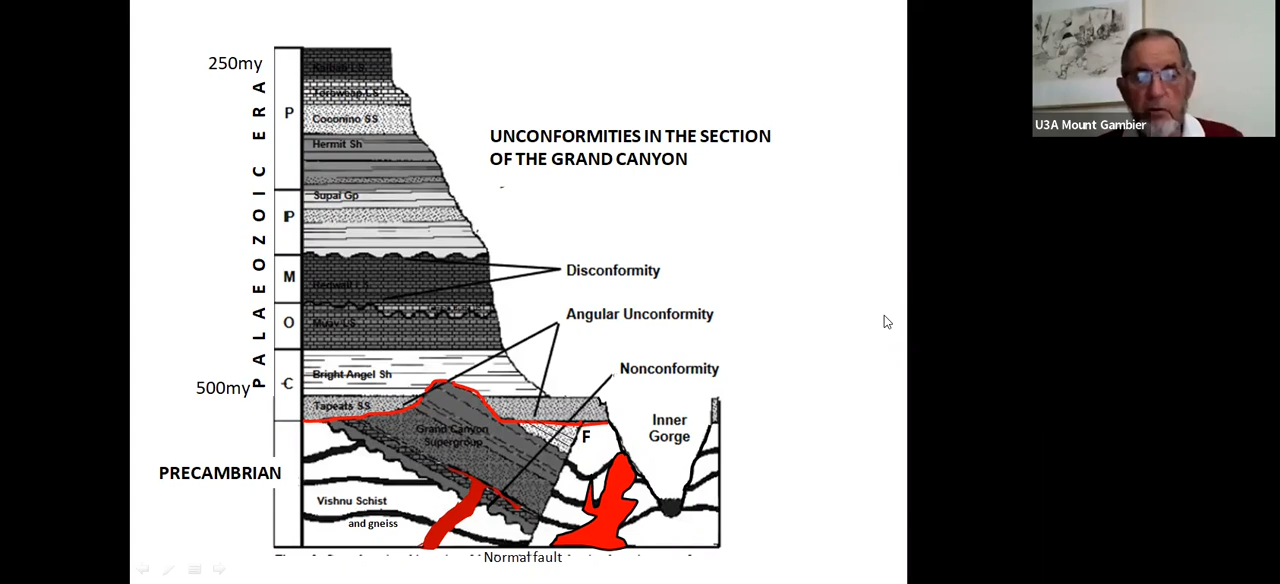 250my
PALAEOZOIC ERA
500my
PRECAMBRIAN
P
P
M
O
C
Coconino SS
Hermit Sh
Supai Gp
Bright Angel Sh
Tapeats SS
Grand Canyon
Supergroup
Vishnu Schist
and gneiss
UNCONFORMITIES IN THE SECTION
OF THE GRAND CANYON
Disconformity
Angular Unconformity
Nonconformity
F
Inner
Gorge
Normal fault
U3A Mount Gambier